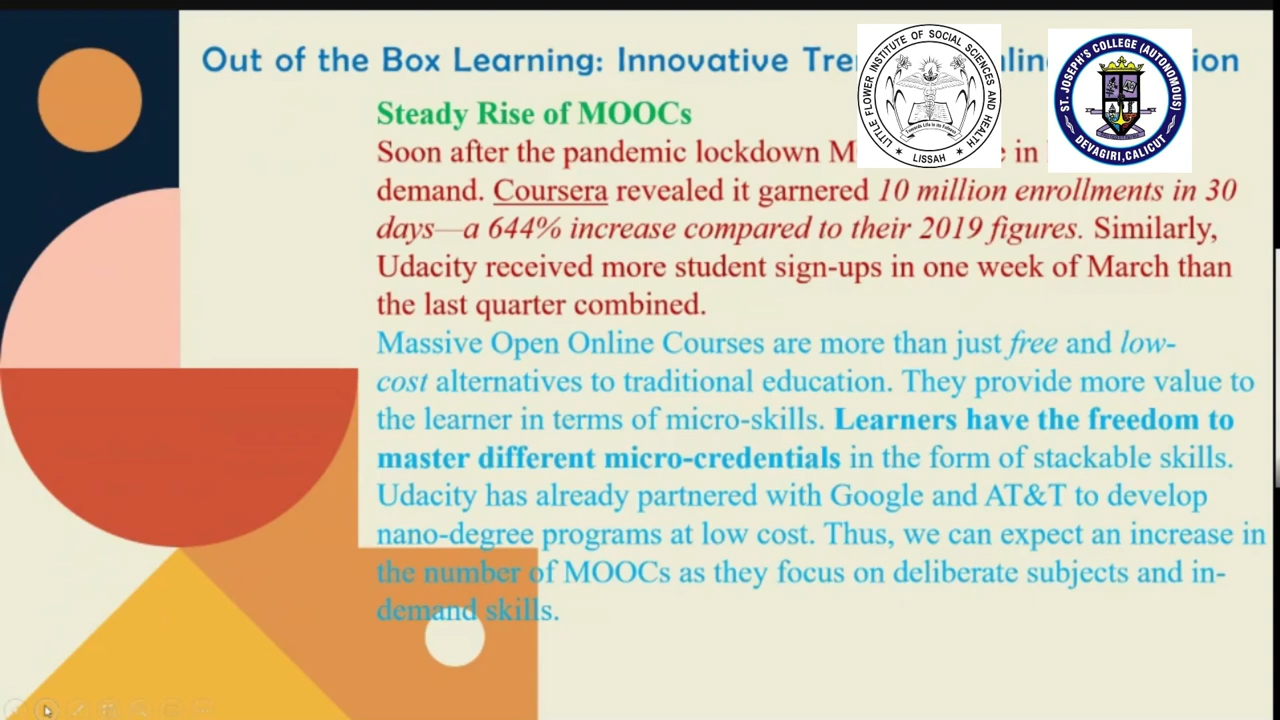 Out of the Box Learning: Innovative
Steady Rise of MOOCs
Soon after the pandemic lockdown in
demand. Coursera revealed it garnered 10 million enrollments in 30
days—a 644% increase compared to their 2019 figures. Similarly,
Udacity received more student sign-ups in one week of March than
the last quarter combined.
Massive Open Online Courses are more than just free and low-
cost alternatives to traditional education. They provide more value to
the learner in terms of micro-skills. Learners have the freedom to
master different micro-credentials in the form of stackable skills.
Udacity has already partnered with Google and AT&T to develop
nano-degree programs at low cost. Thus, we can expect an increase in
the number of MOOCs as they focus on deliberate subjects and in-
demand skills.
LITTLE FLOWER INSTITUTE OF SOCIAL SCIENCES AND HEALTH
LISSAH
ST. JOSEPH'S COLLEGE (AUTONOMOUS)
DEVAGIRI, CALICUT